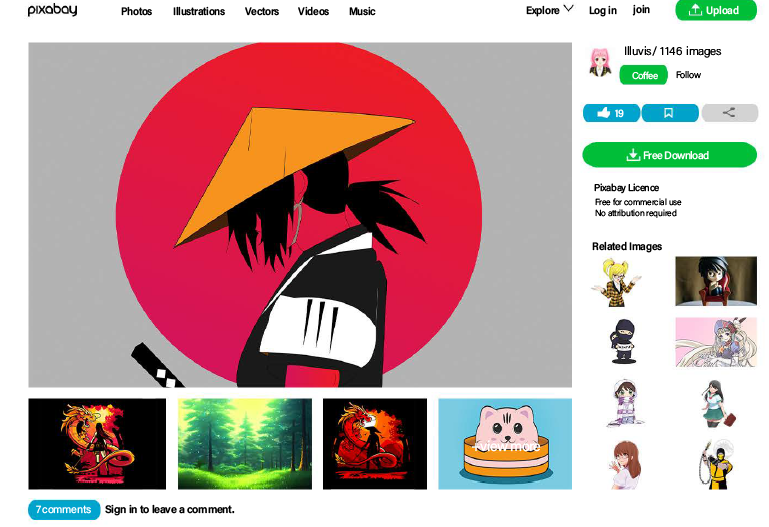 pixabay Photos Illustrations Vectors Videos Music Explore Log in join Upload
Illuvis/ 1146 images
Coffee Follow
19
Free Download
Pixabay Licence
Free for commercial use
No attribution required
Related Images
+view more
7comments Sign in to leave a comment.